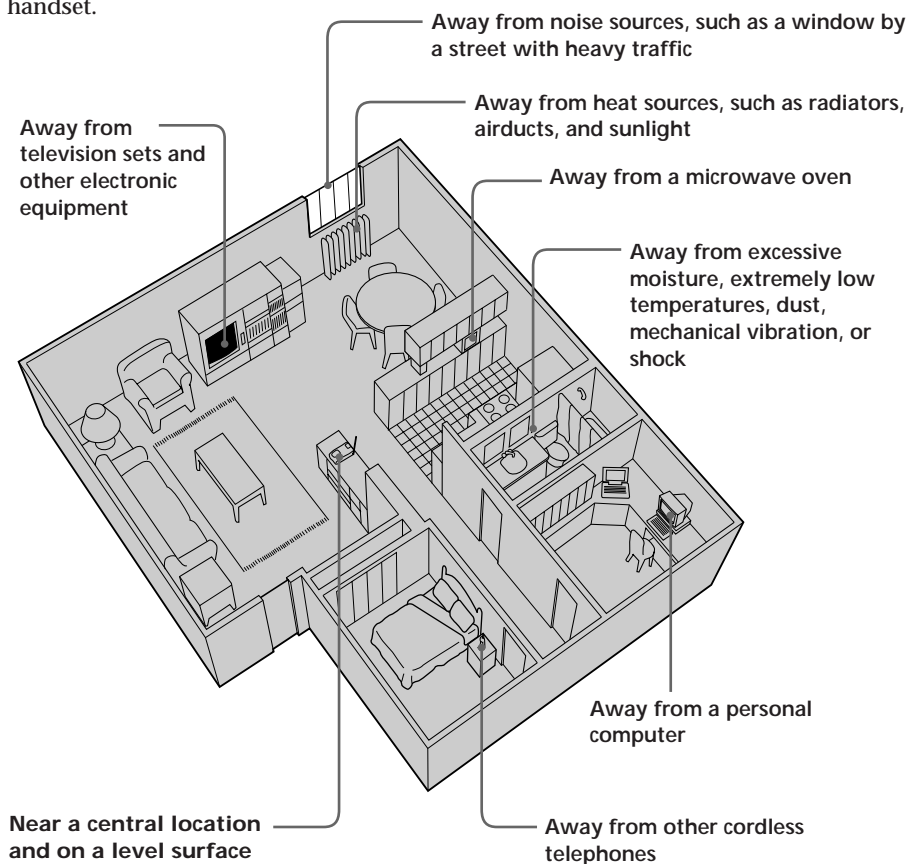 handset.
Away from noise sources, such as a window by
a street with heavy traffic
Away from heat sources, such as radiators,
airducts, and sunlight
Away from
television sets and
other electronic
equipment
Away from a microwave oven
Away from excessive
moisture, extremely low
temperatures, dust,
mechanical vibration, or
shock
Away from a personal
computer
Near a central location
and on a level surface
Away from other cordless
telephones